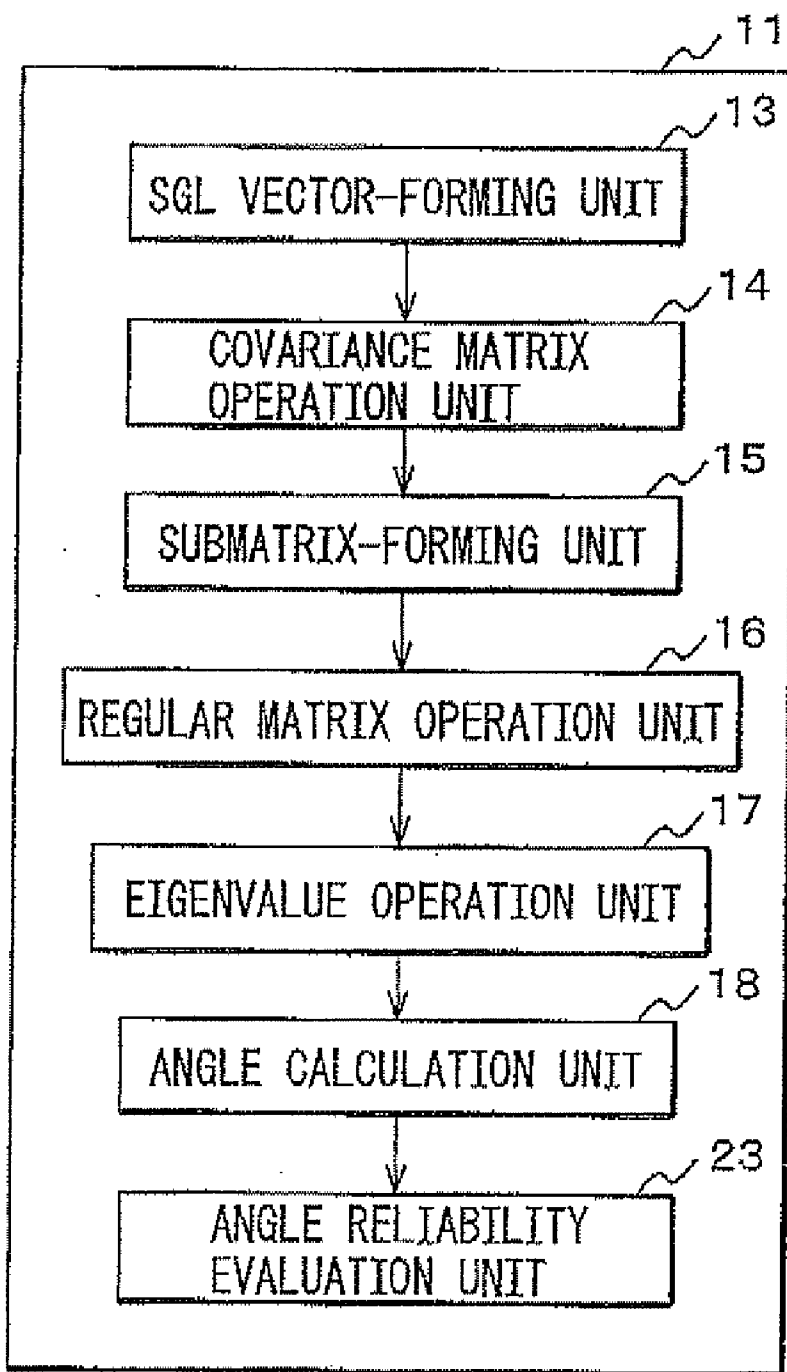 11
13
SGL VECTOR-FORMING UNIT
14
COVARIANCE MATRIX
OPERATION UNIT
15
SUBMATRIX-FORMING UNIT
16
REGULAR MATRIX OPERATION UNIT
17
EIGENVALUE OPERATION UNIT
18
ANGLE CALCULATION UNIT
23
ANGLE RELIABILITY
EVALUATION UNIT